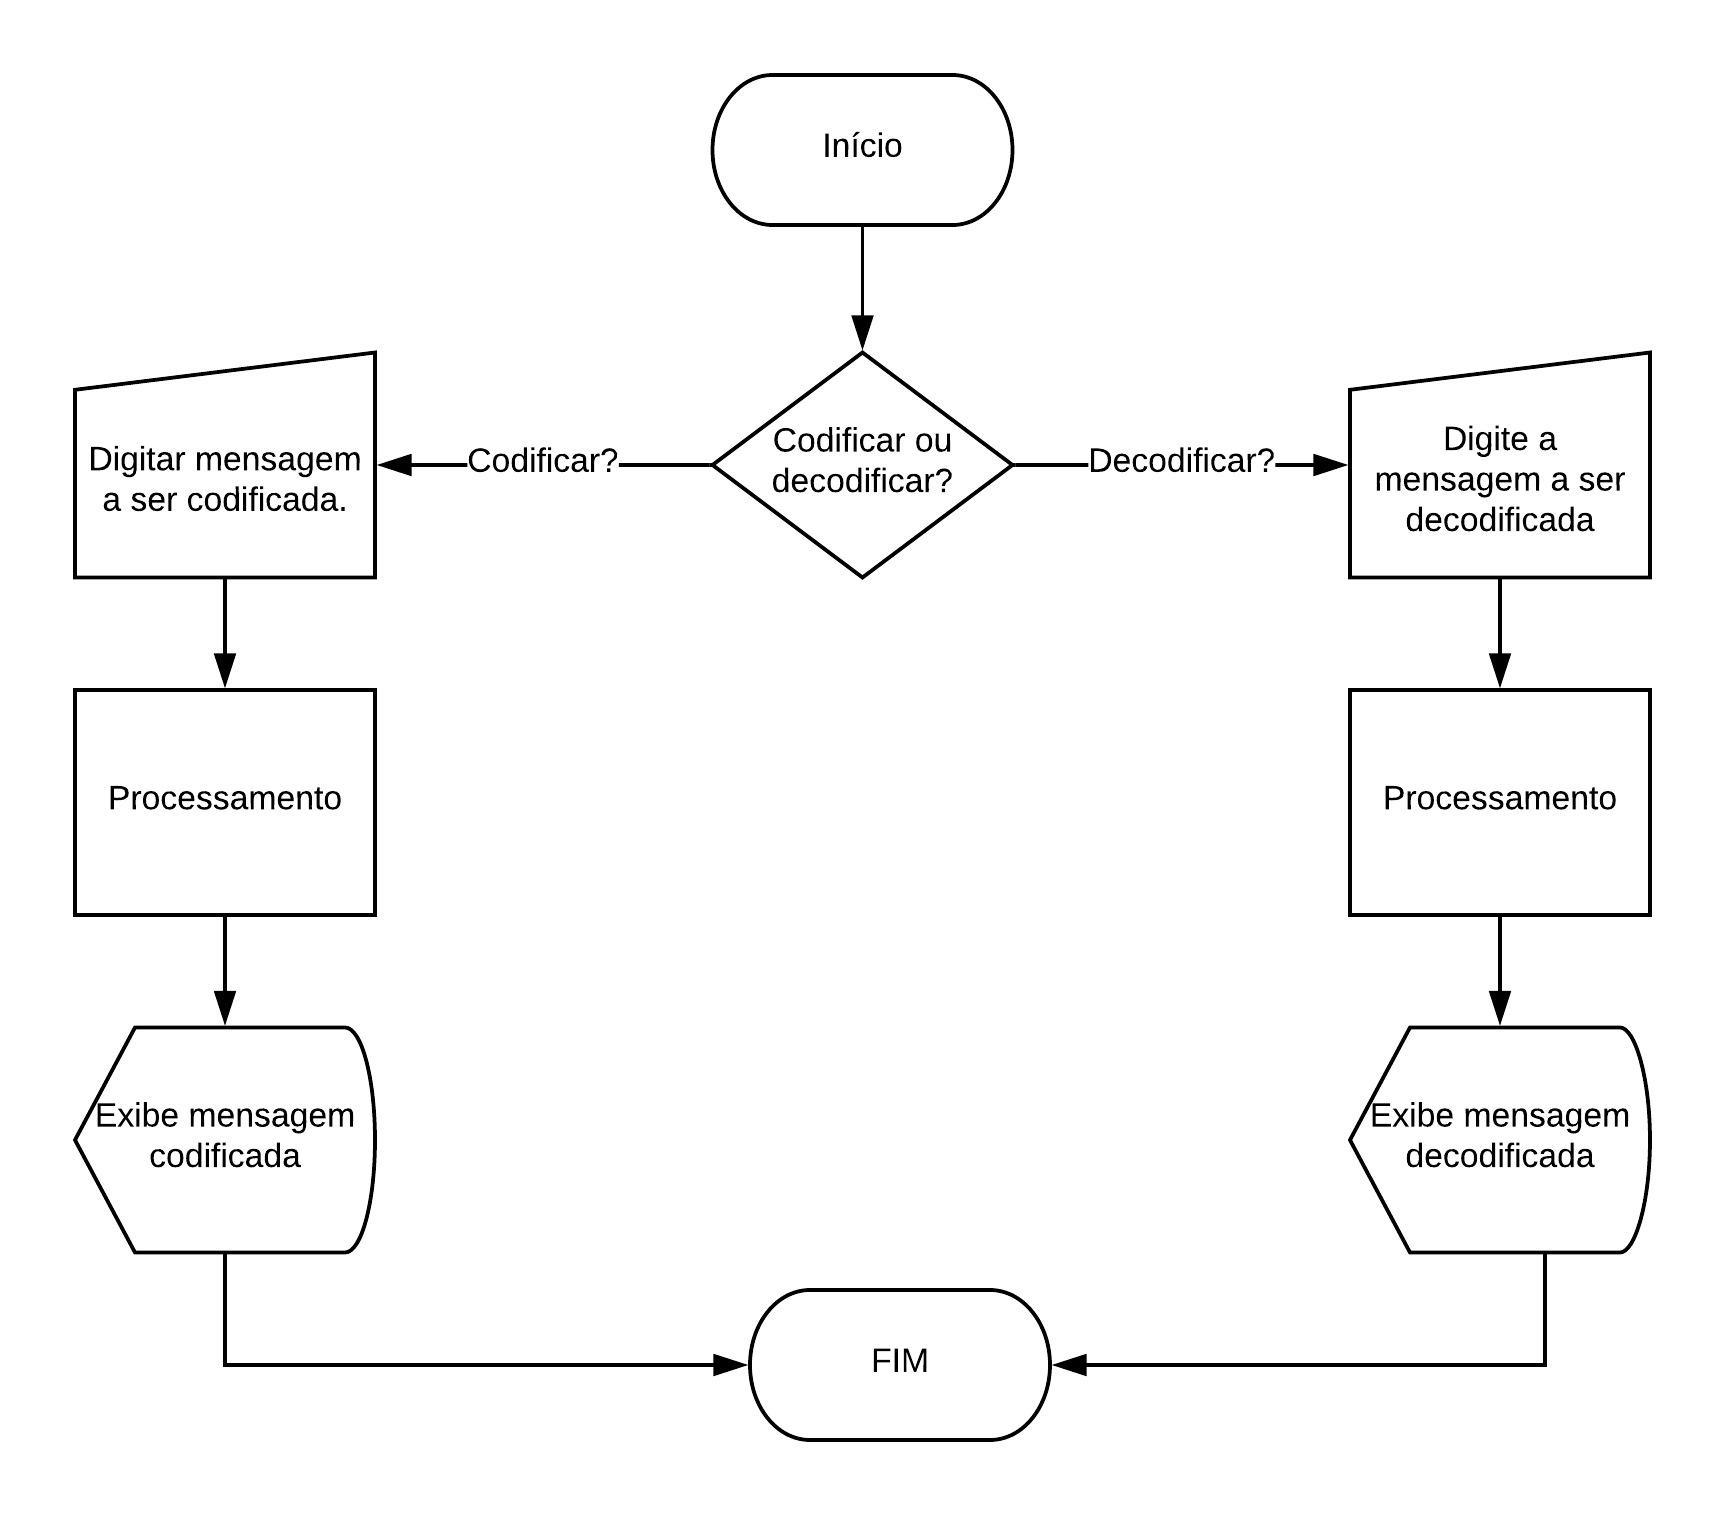 Início
Codificar ou
decodificar?
Codificar?
Decodificar?
Digitar mensagem
a ser codificada.
Digite a
mensagem a ser
decodificada
Processamento
Processamento
Exibe mensagem
codificada
Exibe mensagem
decodificada
FIM